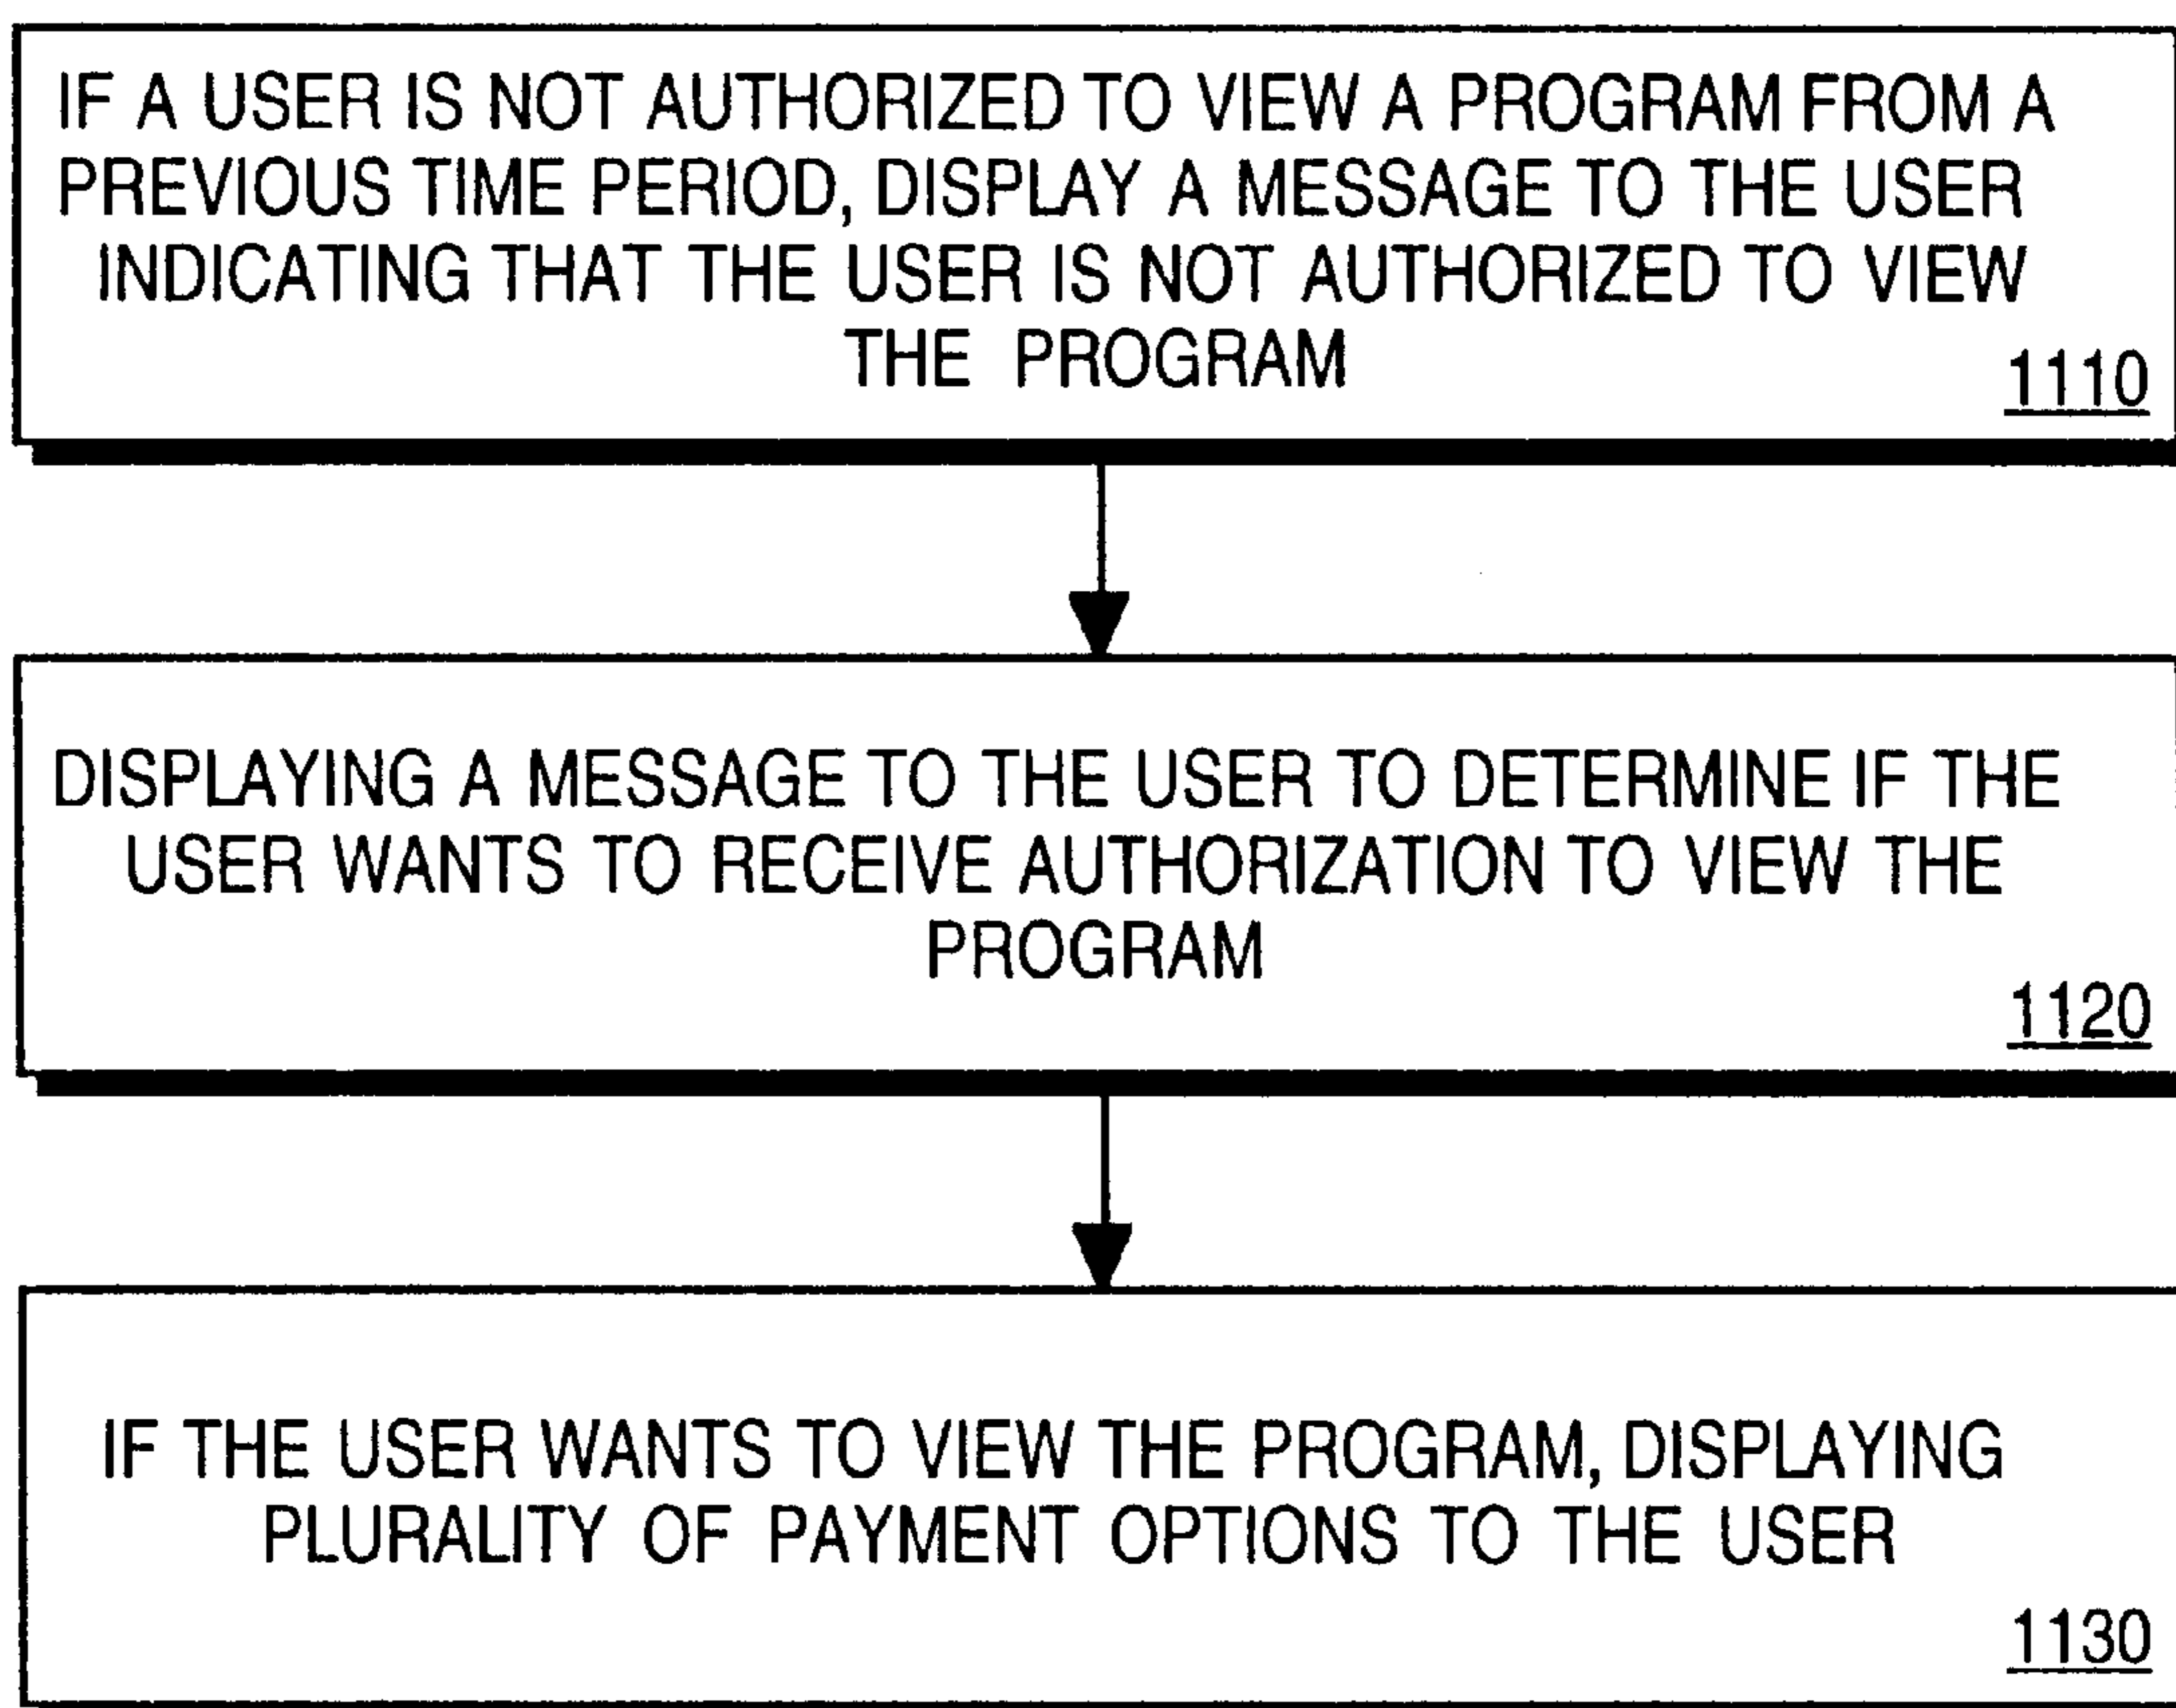 IF A USER IS NOT AUTHORIZED TO VIEW A PROGRAM FROM A
PREVIOUS TIME PERIOD, DISPLAY A MESSAGE TO THE USER
INDICATING THAT THE USER IS NOT AUTHORIZED TO VIEW
THE PROGRAM
1110
DISPLAYING A MESSAGE TO THE USER TO DETERMINE IF THE
USER WANTS TO RECEIVE AUTHORIZATION TO VIEW THE
PROGRAM
1120
IF THE USER WANTS TO VIEW THE PROGRAM, DISPLAYING
PLURALITY OF PAYMENT OPTIONS TO THE USER
1130